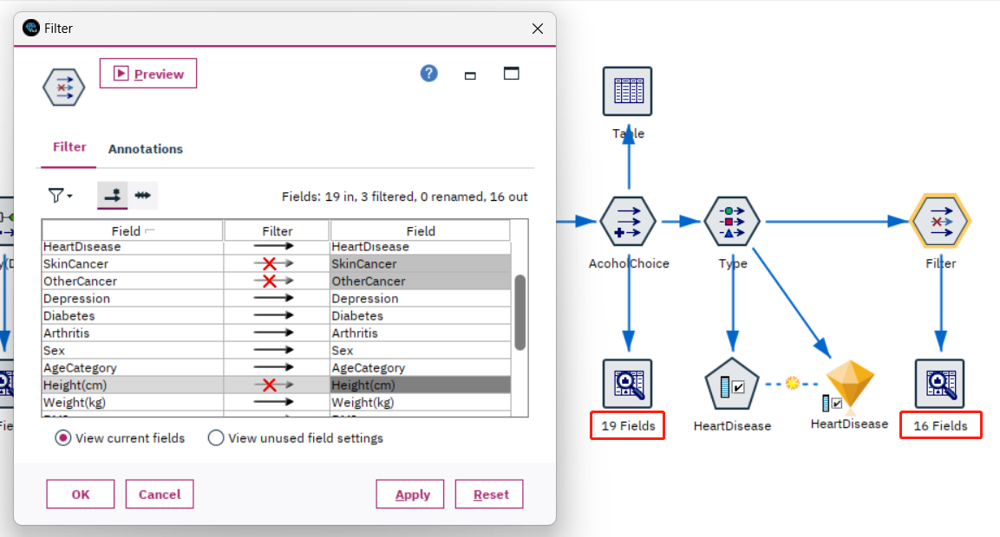 Filter
Preview
?
Filter
Annotations
Fields: 19 in, 3 filtered, 0 renamed, 16 out
Field Filter Field
HeartDisease HeartDisease
SkinCancer SkinCancer
OtherCancer OtherCancer
Depression Depression
Diabetes Diabetes
Arthritis Arthritis
Sex Sex
AgeCategory AgeCategory
Height(cm) Height(cm)
Weight(kg) Weight(kg)
View current fields View unused field settings
OK Cancel Apply Reset
Table
AcoholChoice Type Filter
19 Fields HeartDisease HeartDisease 16 Fields